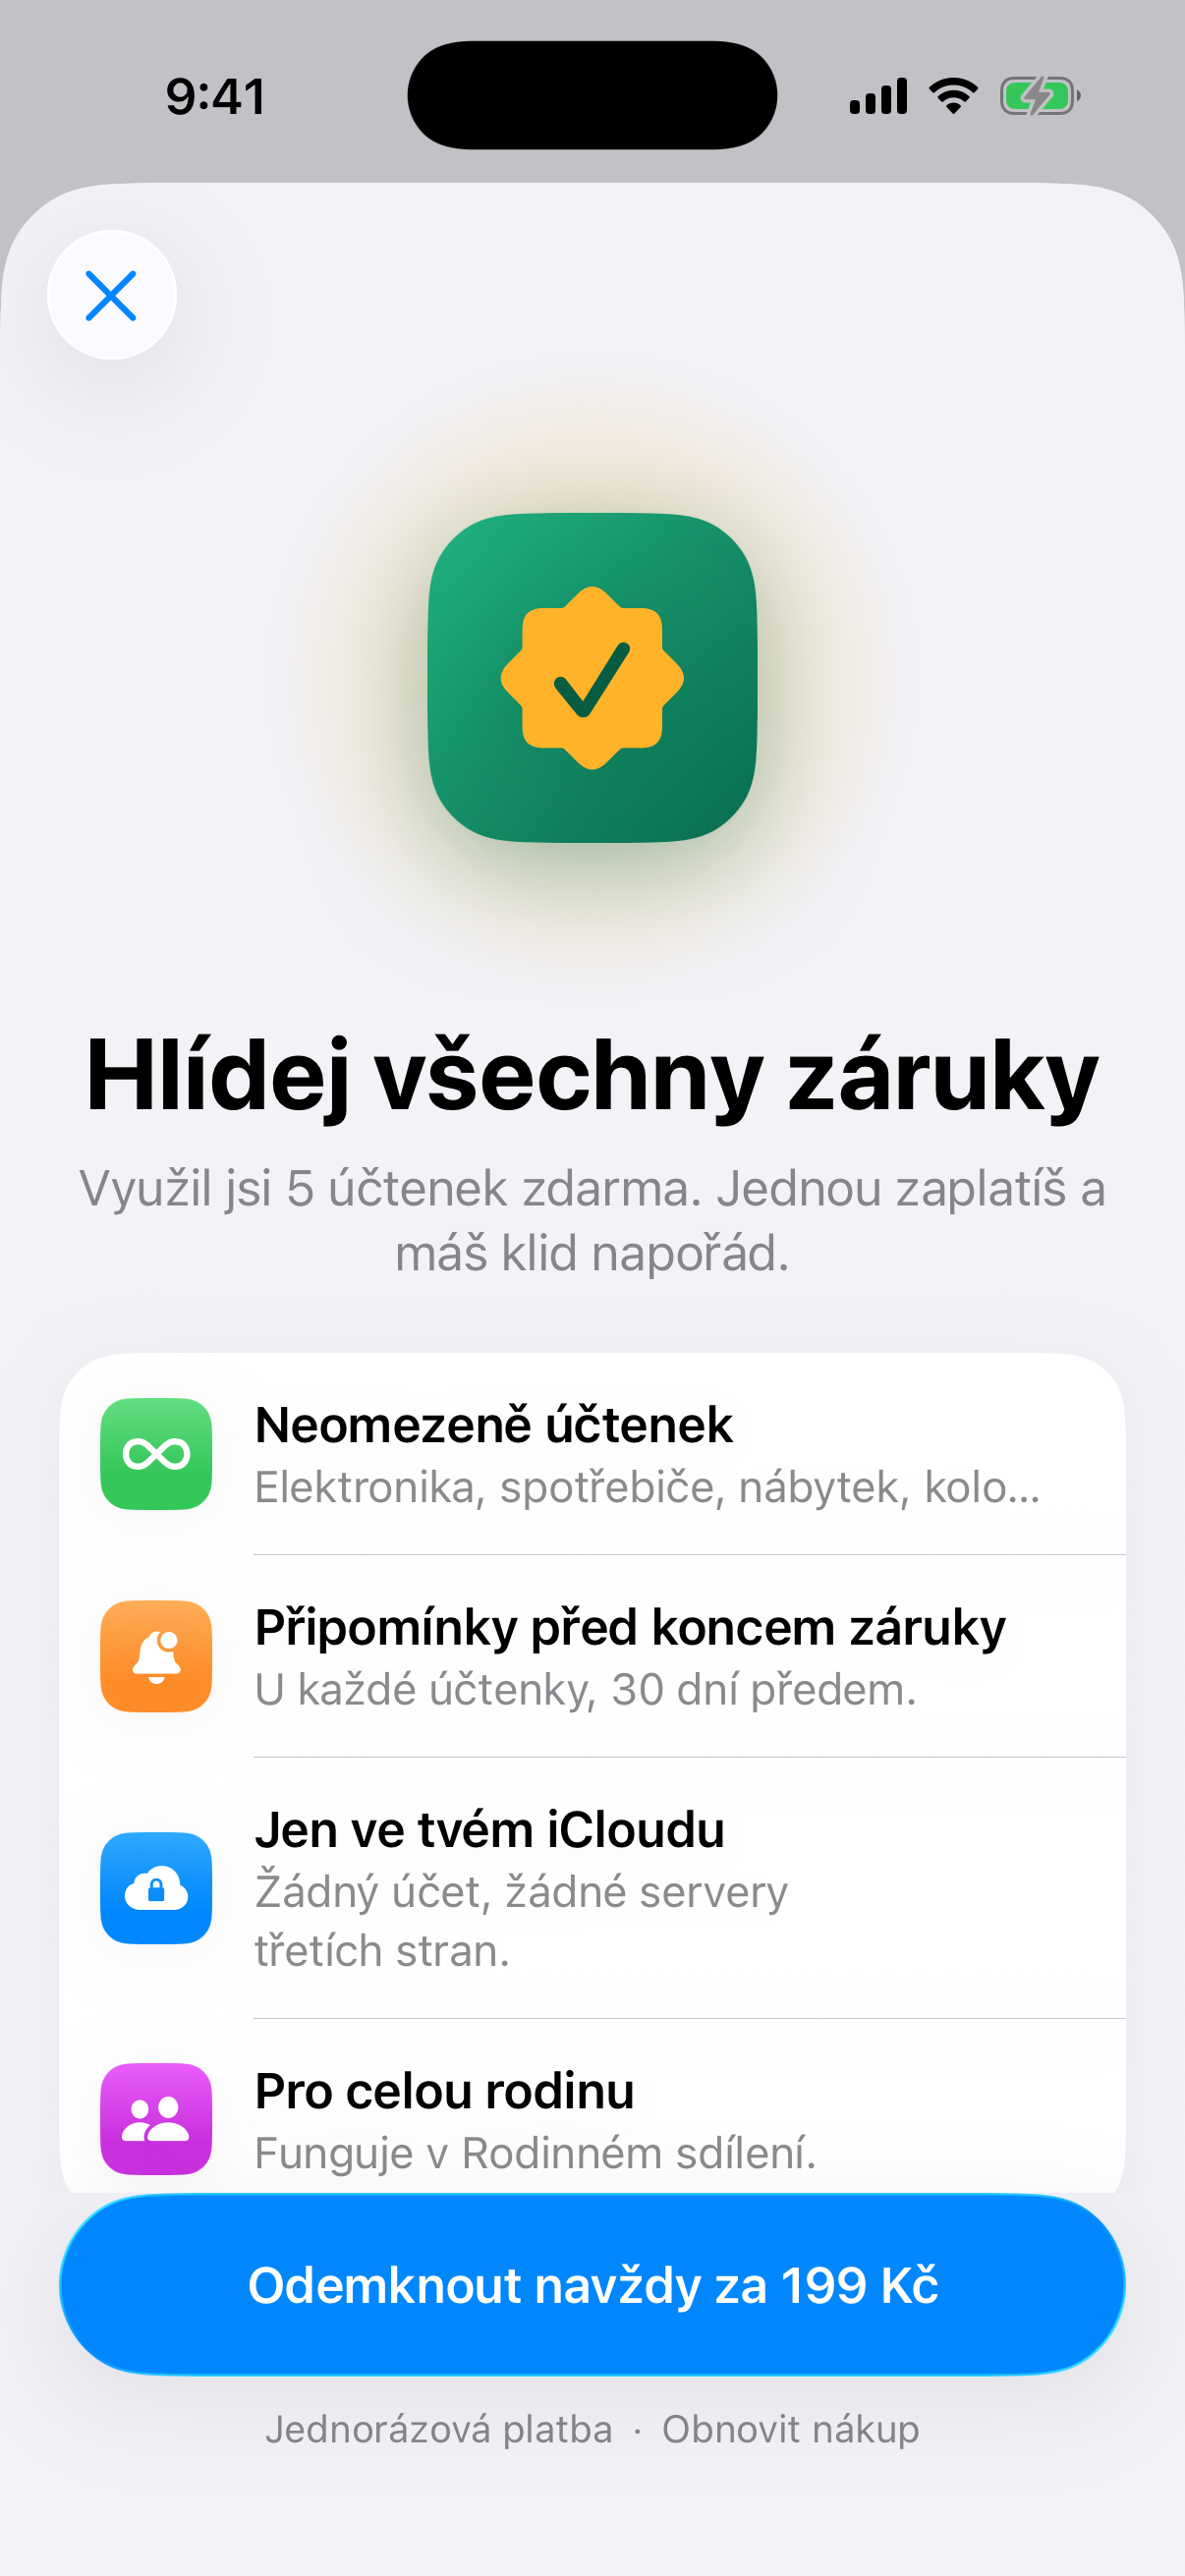 9:41
Hlídej všechny záruky
Využil jsi 5 účtenek zdarma. Jednou zaplatíš a
máš klid napořád.
Neomezeně účtenek
Elektronika, spotřebiče, nábytek, kolo…
Připomínky před koncem záruky
U každé účtenky, 30 dní předem.
Jen ve tvém iCloudu
Žádný účet, žádné servery
třetích stran.
Pro celou rodinu
Funguje v Rodinném sdílení.
Odemknout navždy za 199 Kč
Jednorázová platba · Obnovit nákup